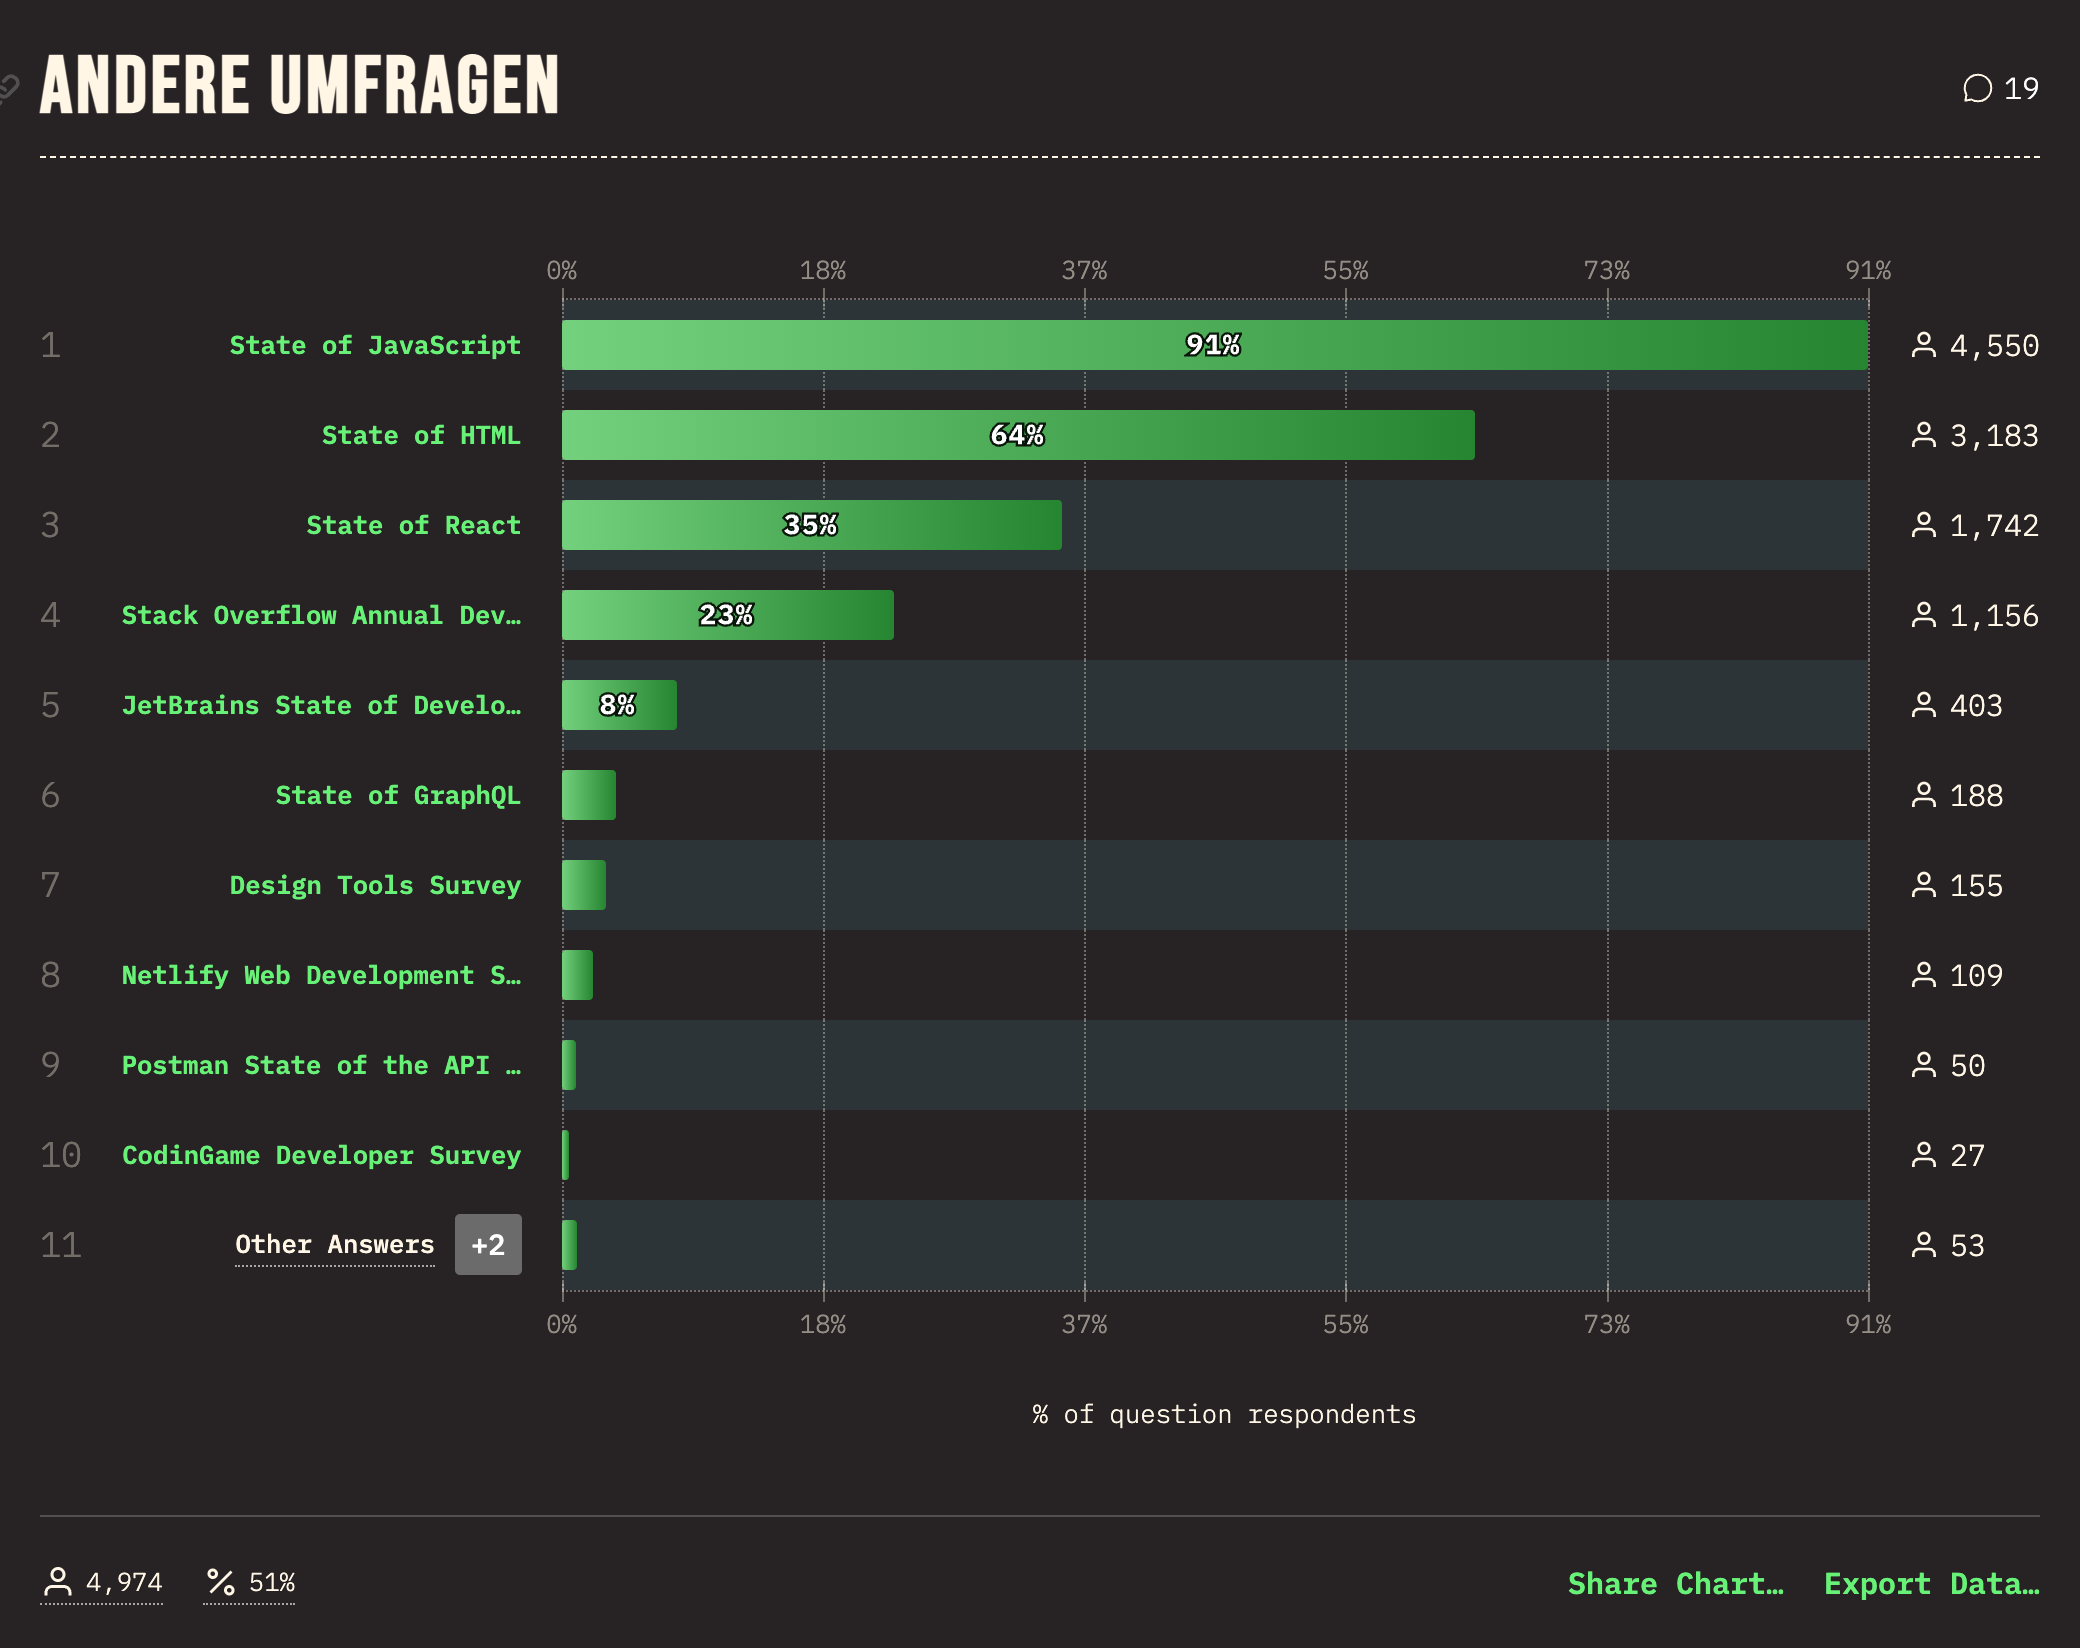 ANDERE UMFRAGEN
19
0% 18% 37% 55% 73% 91%
1 State of JavaScript 91% 4,550
2 State of HTML 64% 3,183
3 State of React 35% 1,742
4 Stack Overflow Annual Dev… 23% 1,156
5 JetBrains State of Develo… 8% 403
6 State of GraphQL 188
7 Design Tools Survey 155
8 Netlify Web Development S… 109
9 Postman State of the API … 50
10 CodinGame Developer Survey 27
11 Other Answers +2 53
0% 18% 37% 55% 73% 91%
% of question respondents
4,974 51% Share Chart… Export Data…